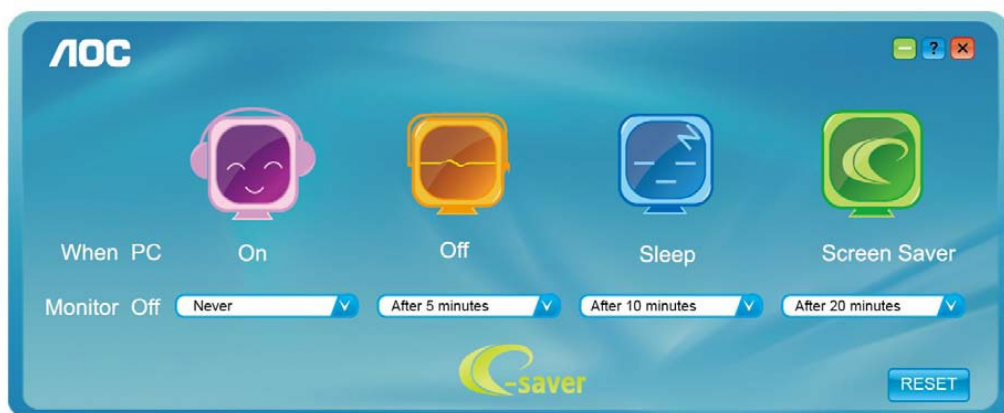 AOC
?
When PC On Off Sleep Screen Saver
Monitor Off Never After 5 minutes After 10 minutes After 20 minutes
e-saver
RESET